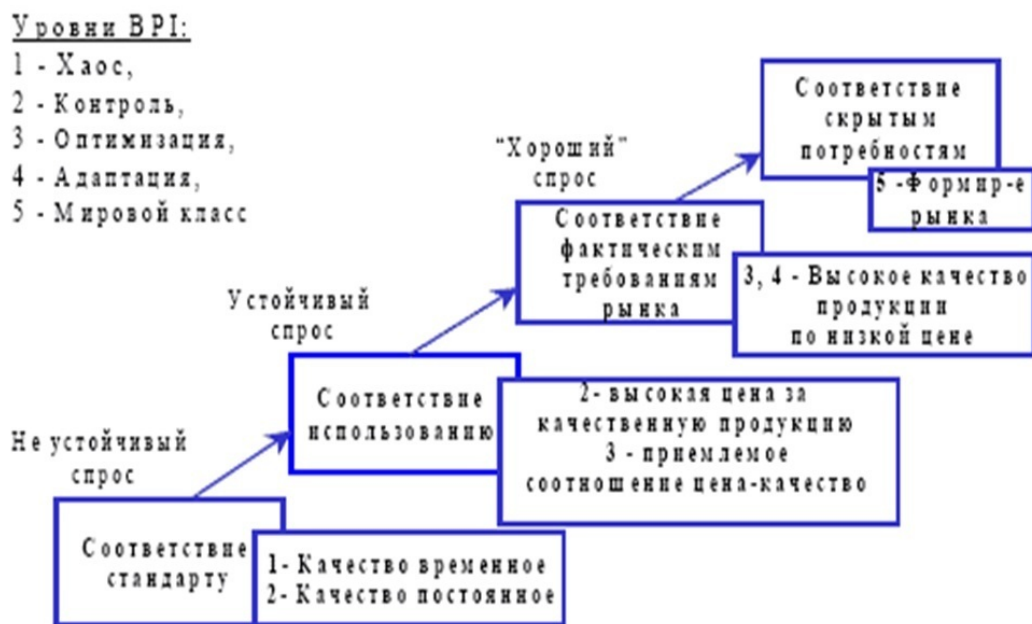 Уровни BPI:
1 - Хаос,
2 - Контроль,
3 - Оптимизация,
4 - Адаптация,
5 - Мировой класс
Соответствие
скрытым
потребностям
5 -Формир-е
рынка
“Хороший”
спрос
Соответствие
фактическим
требованиям
рынка
3, 4 - Высокое качество
продукции
по низкой цене
Устойчивый
спрос
Соответствие
использованию
2- высокая цена за
качественную продукцию
3 - приемлемое
соотношение цена-качество
Не устойчивый
спрос
Соответствие
стандарту
1- Качество временное
2- Качество постоянное